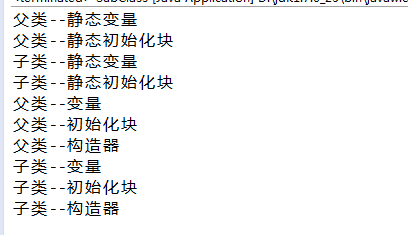 父类--静态变量
父类--静态初始化块
子类--静态变量
子类--静态初始化块
父类--变量
父类--初始化块
父类--构造器
子类--变量
子类--初始化块
子类--构造器